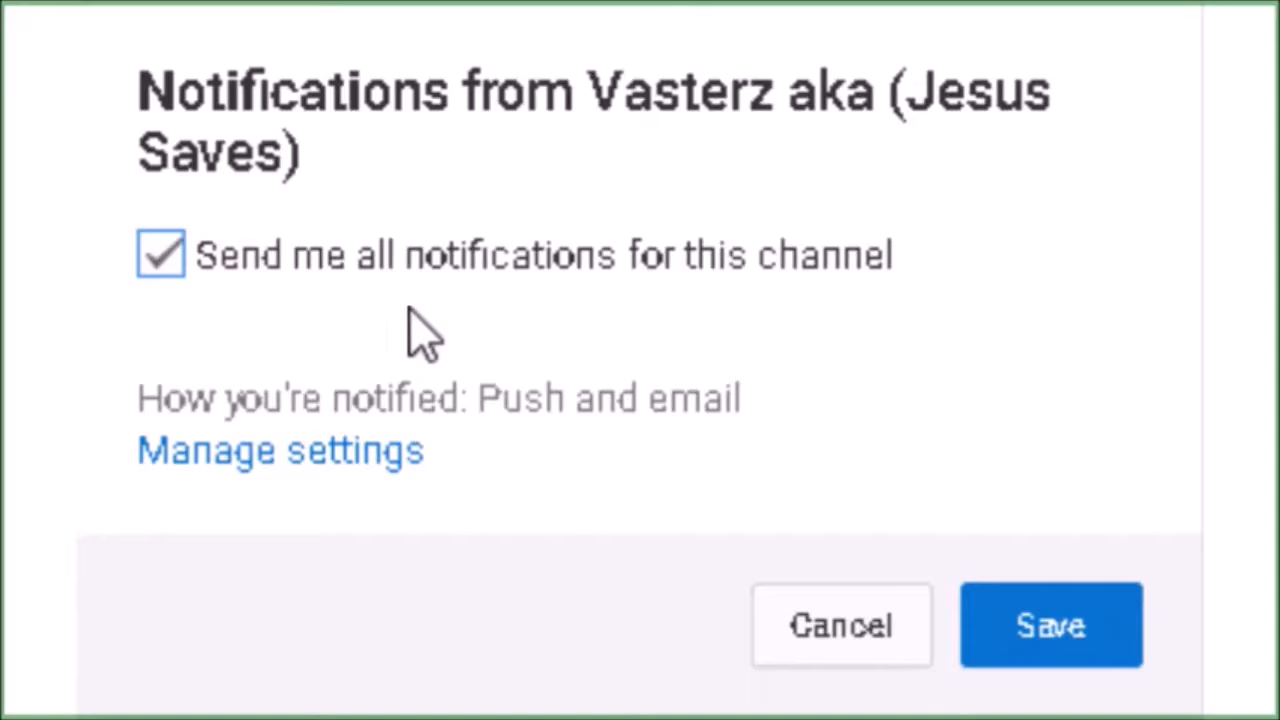 Notifications from Vasterz aka (Jesus
Saves)
Send me all notifications for this channel
How you're notified: Push and email
Manage settings
Cancel
Save